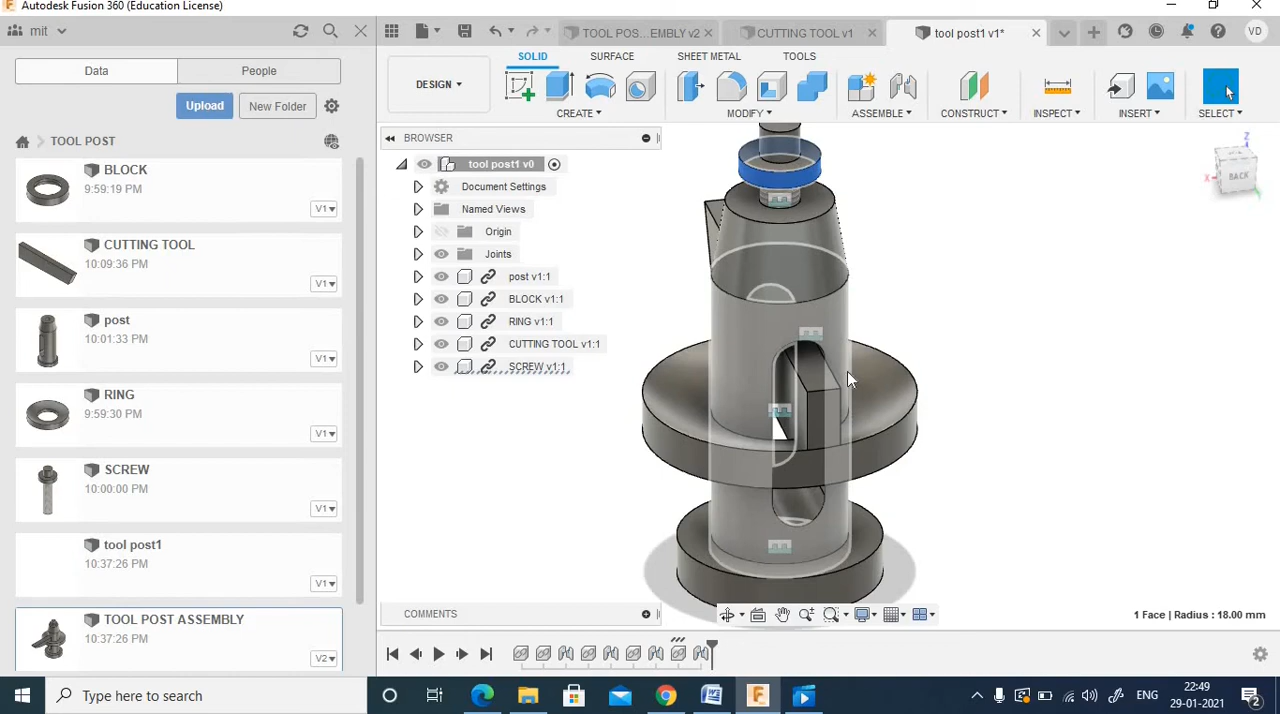 Autodesk Fusion 360 (Education License)
mit
TOOL POS...EMBLY v2
CUTTING TOOL v1
tool post1 v1*
VD
Data
People
SOLID
SURFACE
SHEET METAL
TOOLS
DESIGN
CREATE
MODIFY
ASSEMBLE
CONSTRUCT
INSPECT
INSERT
SELECT
Upload
New Folder
TOOL POST
BROWSER
BLOCK
9:59:19 PM
V1
CUTTING TOOL
10:09:36 PM
V1
post
10:01:33 PM
V1
RING
9:59:30 PM
V1
SCREW
10:00:00 PM
V1
tool post1
10:37:26 PM
V1
TOOL POST ASSEMBLY
10:37:26 PM
V2
tool post1 v0
Document Settings
Named Views
Origin
Joints
post v1:1
BLOCK v1:1
RING v1:1
CUTTING TOOL v1:1
SCREW v1:1
Z
X
BACK
COMMENTS
1 Face | Radius : 18.00 mm
Type here to search
ENG
22:49
29-01-2021
2